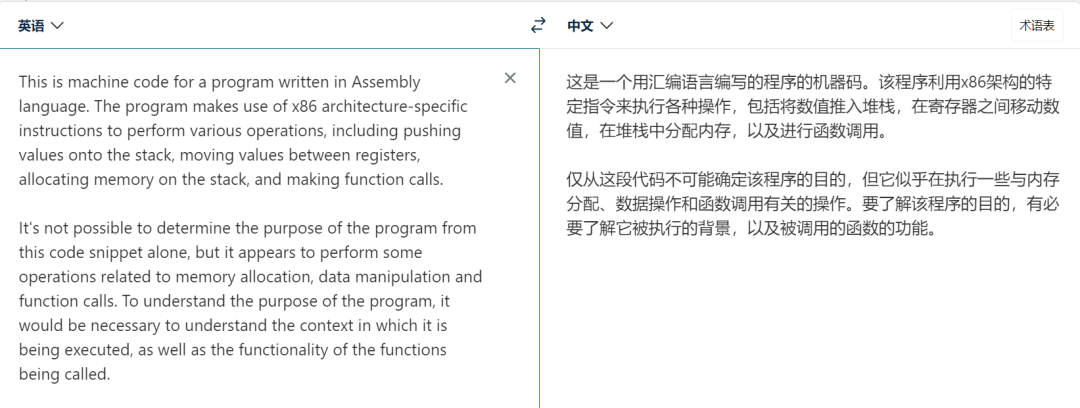 英语
中文
术语表
This is machine code for a program written in Assembly
language. The program makes use of x86 architecture-specific
instructions to perform various operations, including pushing
values onto the stack, moving values between registers,
allocating memory on the stack, and making function calls.
It's not possible to determine the purpose of the program from
this code snippet alone, but it appears to perform some
operations related to memory allocation, data manipulation and
function calls. To understand the purpose of the program, it
would be necessary to understand the context in which it is
being executed, as well as the functionality of the functions
being called.
这是一个用汇编语言编写的程序的机器码。该程序利用x86架构的特
定指令来执行各种操作，包括将数值推入堆栈，在寄存器之间移动数
值，在堆栈中分配内存，以及进行函数调用。
仅从这段代码不可能确定该程序的目的，但它似乎在执行一些与内存
分配、数据操作和函数调用有关的操作。要了解该程序的目的，有必
要了解它被执行的背景，以及被调用的函数的功能。